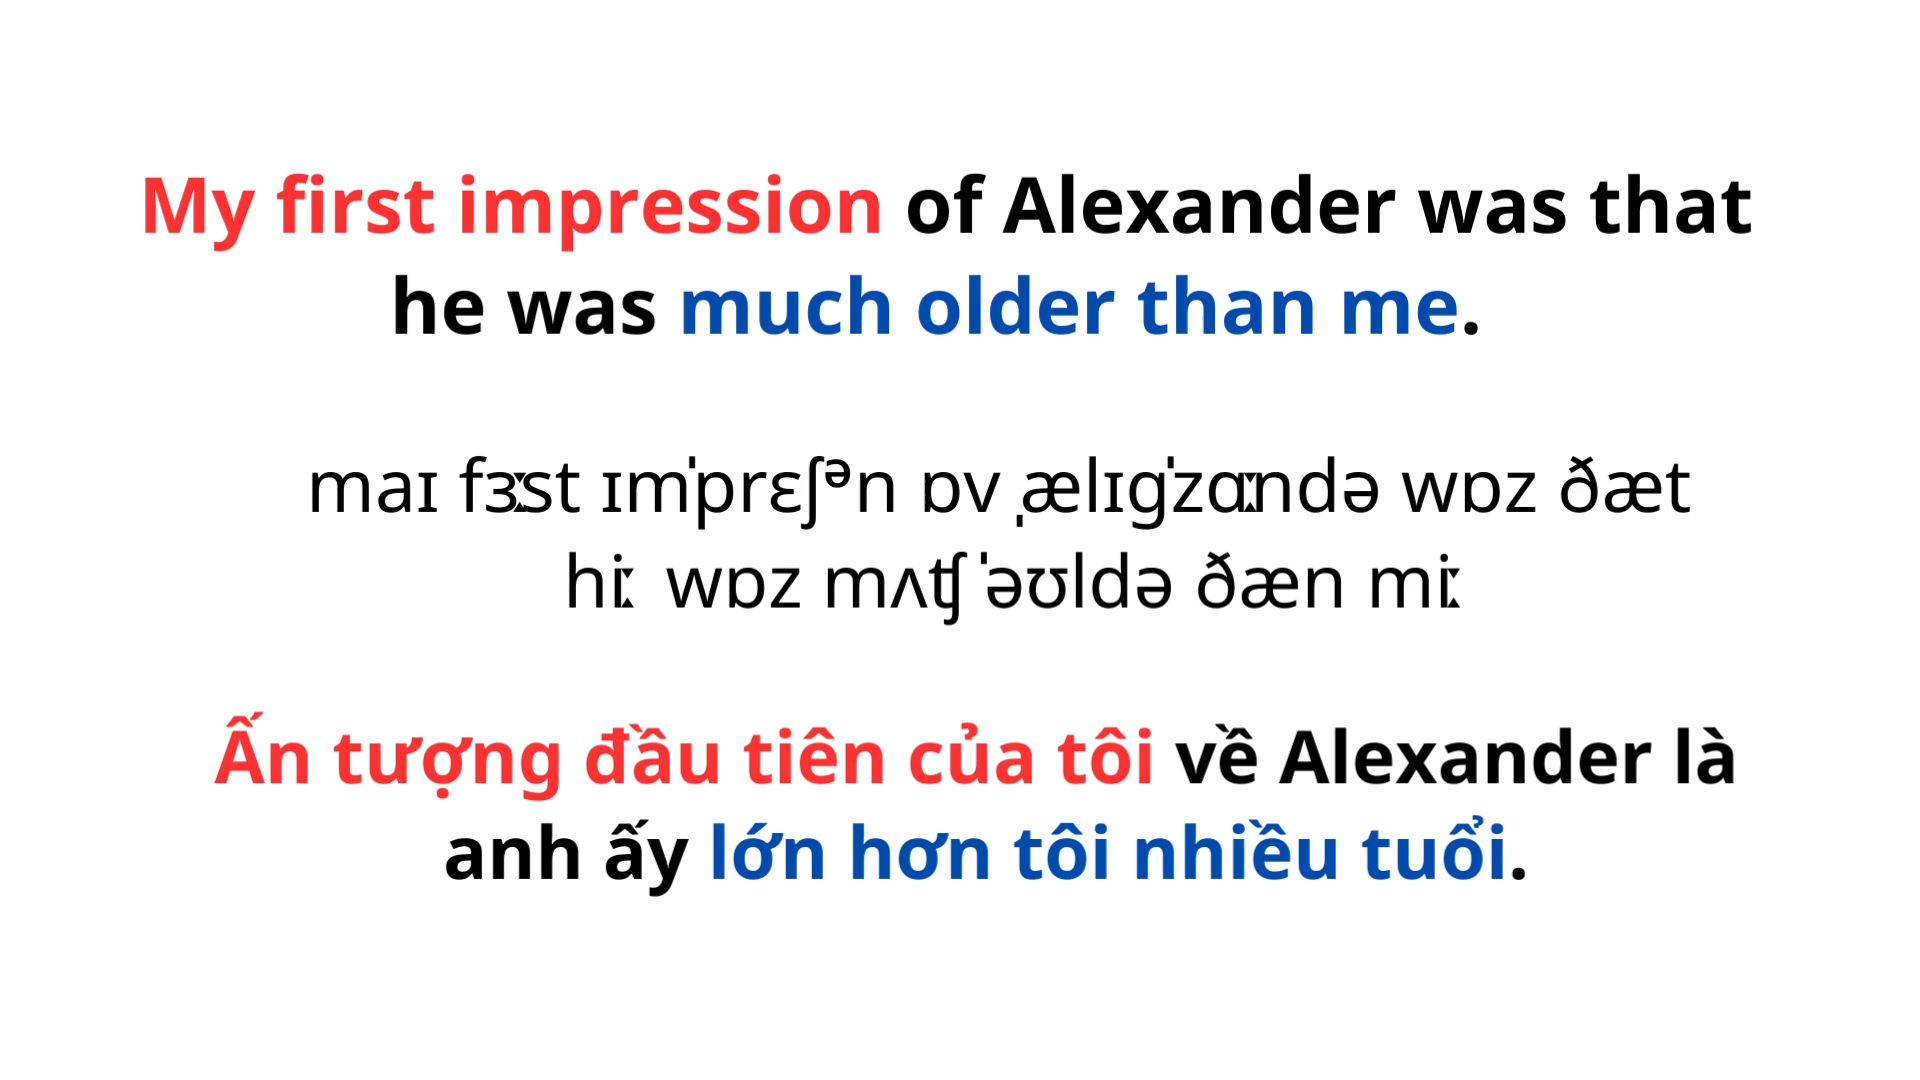 My first impression of Alexander was that
he was much older than me.
maɪ fɜːst ɪmˈprɛʃᵊn ɒv ˌælɪɡˈzɑːndə wɒz ðæt
hiː wɒz mʌʧ ˈəʊldə ðæn miː
Ấn tượng đầu tiên của tôi về Alexander là
anh ấy lớn hơn tôi nhiều tuổi.